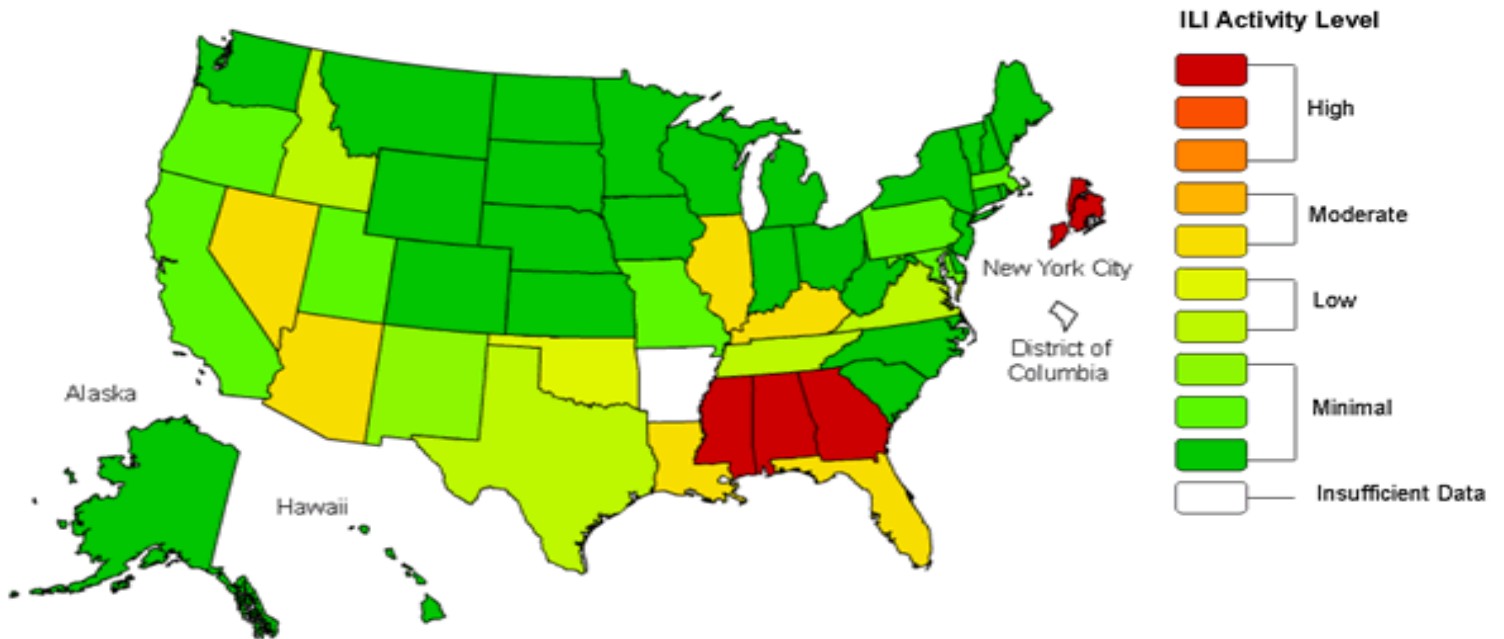 ILI Activity Level
High
Moderate
Low
Minimal
Insufficient Data
New York City
District of
Columbia
Alaska
Hawaii